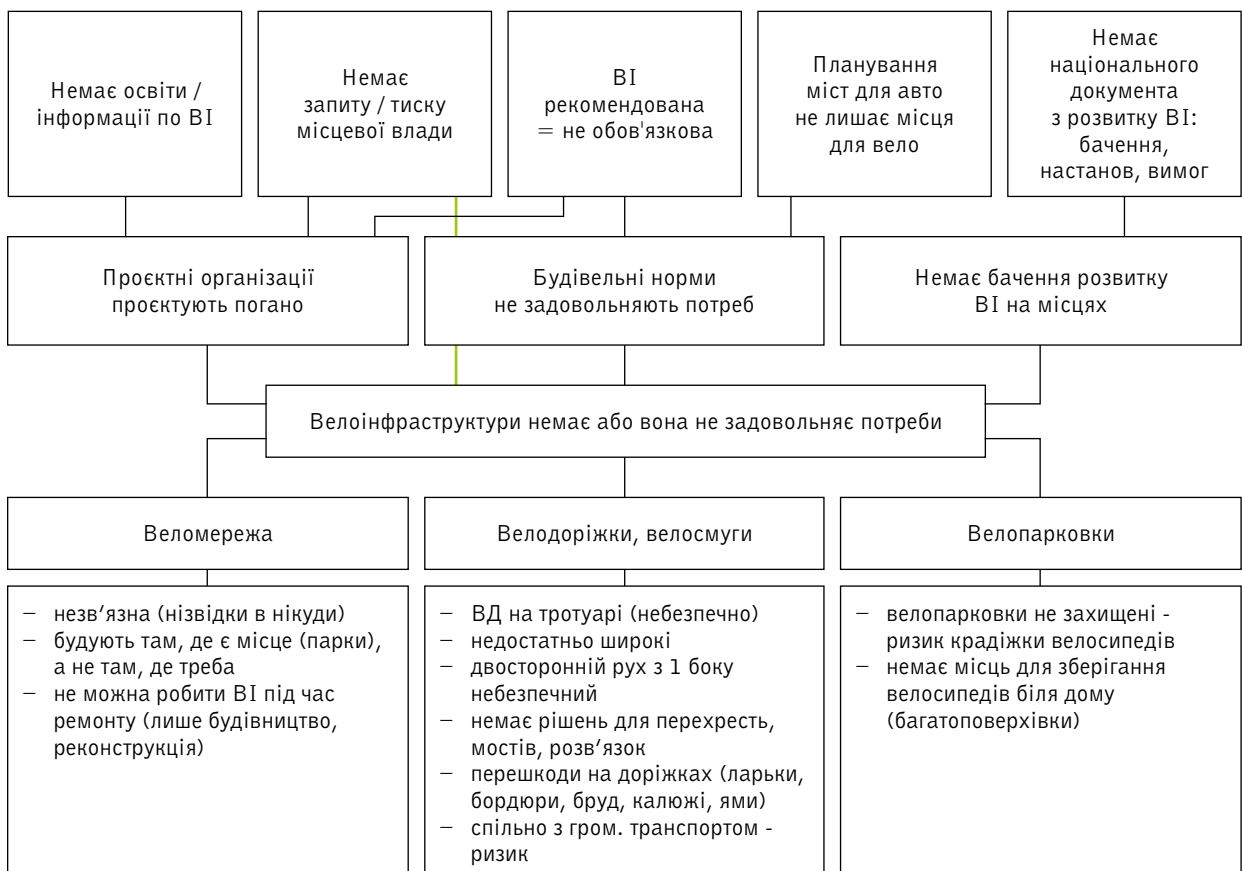 Немає освіти /
інформації по ВІ
Немає
запиту / тиску
місцевої влади
ВІ
рекомендована
= не обов'язкова
Планування
міст для авто
не лишає місця
для вело
Немає
національного
документа
з розвитку ВІ:
бачення,
настанов, вимог
Проєктні організації
проєктують погано
Будівельні норми
не задовольняють потреб
Немає бачення розвитку
ВІ на місцях
Велоінфраструктури немає або вона не задовольняє потреби
Веломережа
Велодоріжки, велосмуги
Велопарковки
– незв’язна (нізвідки в нікуди)
– будують там, де є місце (парки),
а не там, де треба
– не можна робити ВІ під час
ремонту (лише будівництво,
реконструкція)
– ВД на тротуарі (небезпечно)
– недостатньо широкі
– двосторонній рух з 1 боку
небезпечний
– немає рішень для перехресть,
мостів, розв’язок
– перешкоди на доріжках (ларьки,
бордюри, бруд, калюжі, ями)
– спільно з гром. транспортом -
ризик
– велопарковки не захищені -
ризик крадіжки велосипедів
– немає місць для зберігання
велосипедів біля дому
(багатоповерхівки)